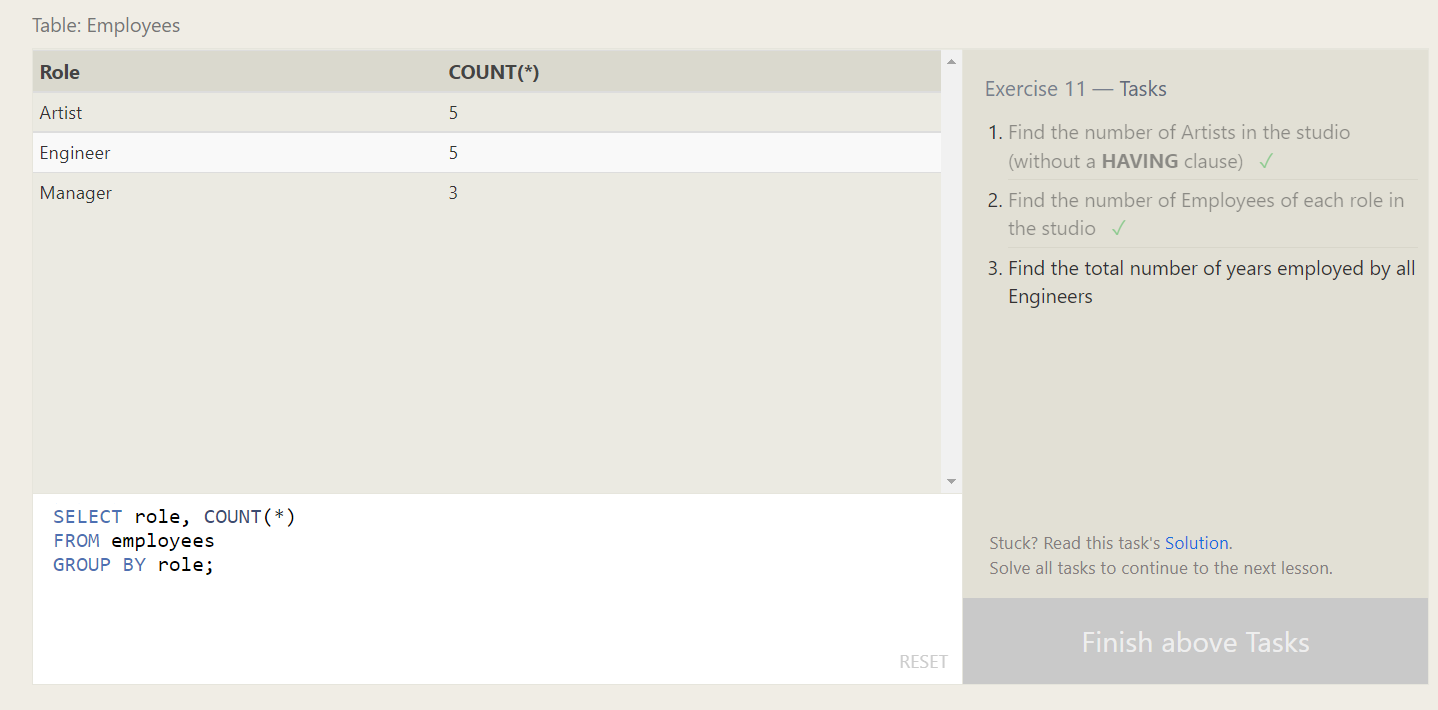 Table: Employees
Role COUNT(*)
Artist 5
Engineer 5
Manager 3
SELECT role, COUNT(*)
FROM employees
GROUP BY role;
RESET
Exercise 11 — Tasks
1. Find the number of Artists in the studio
(without a HAVING clause) ✓
2. Find the number of Employees of each role in
the studio ✓
3. Find the total number of years employed by all
Engineers
Stuck? Read this task's Solution.
Solve all tasks to continue to the next lesson.
Finish above Tasks